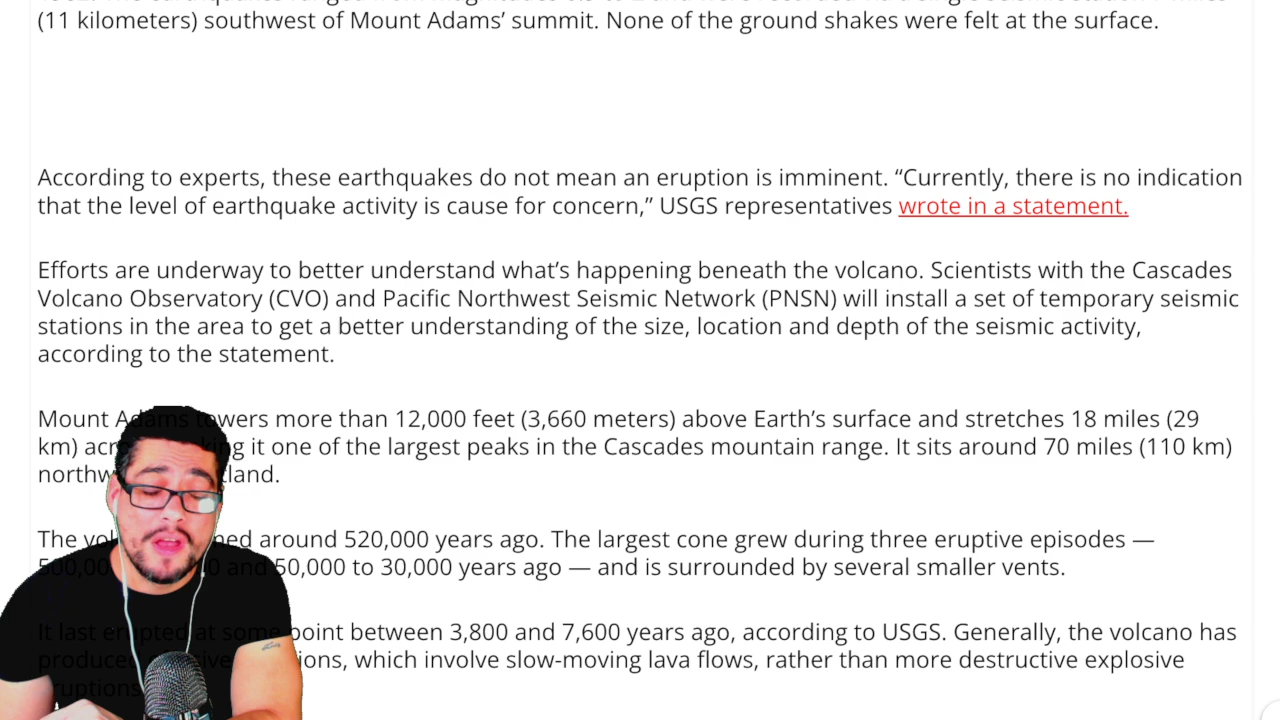 (11 kilometers) southwest of Mount Adams’ summit. None of the ground shakes were felt at the surface.
According to experts, these earthquakes do not mean an eruption is imminent. “Currently, there is no indication
that the level of earthquake activity is cause for concern,” USGS representatives wrote in a statement.
Efforts are underway to better understand what’s happening beneath the volcano. Scientists with the Cascades
Volcano Observatory (CVO) and Pacific Northwest Seismic Network (PNSN) will install a set of temporary seismic
stations in the area to get a better understanding of the size, location and depth of the seismic activity,
according to the statement.
Mount Adams towers more than 12,000 feet (3,660 meters) above Earth’s surface and stretches 18 miles (29
km) it one of the largest peaks in the Cascades mountain range. It sits around 70 miles (110 km)
The around 520,000 years ago. The largest cone grew during three eruptive episodes —
and 50,000 to 30,000 years ago — and is surrounded by several smaller vents.
It last erupted at some point between 3,800 and 7,600 years ago, according to USGS. Generally, the volcano has
produced which involve slow-moving lava flows, rather than more destructive explosive
eruptions